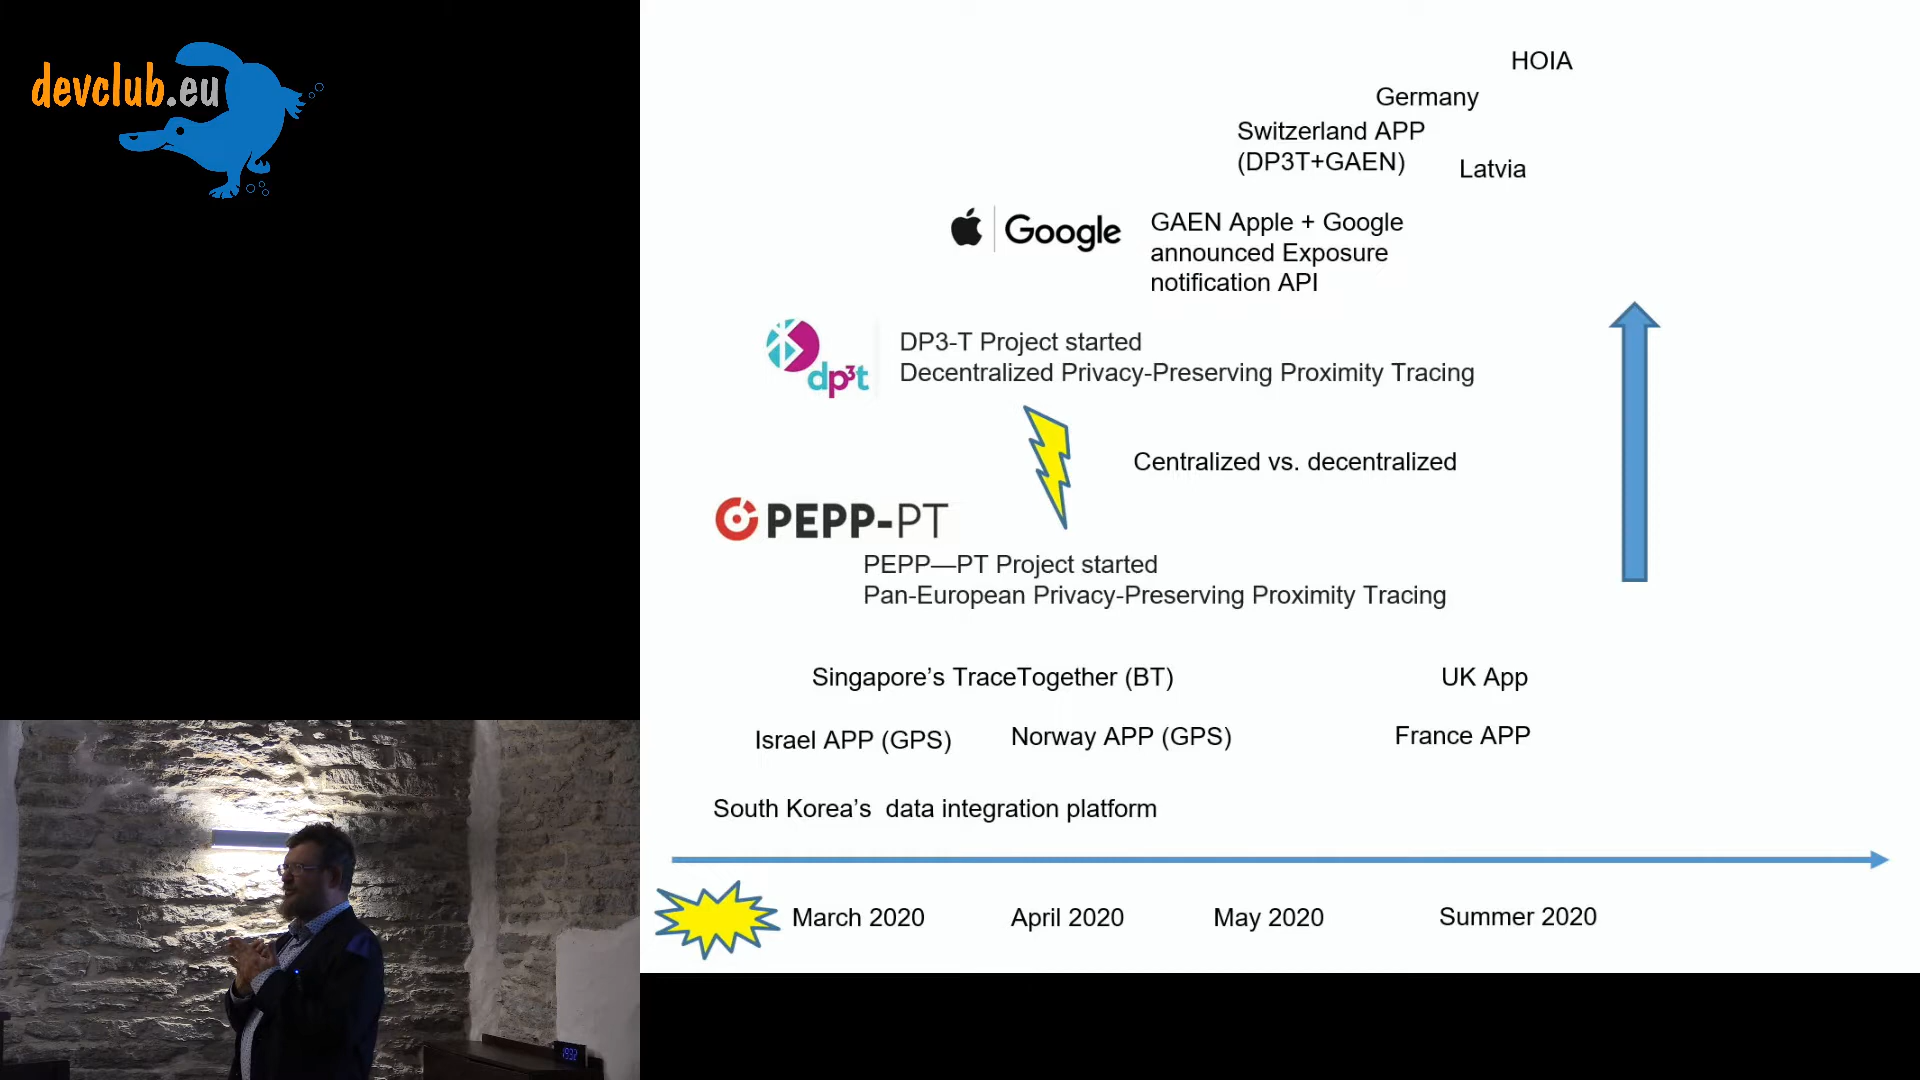 devclub.eu
HOIA
Germany
Switzerland APP
(DP3T+GAEN)
Latvia
Google
GAEN Apple + Google
announced Exposure
notification API
dp3t
DP3-T Project started
Decentralized Privacy-Preserving Proximity Tracing
Centralized vs. decentralized
PEPP-PT
PEPP—PT Project started
Pan-European Privacy-Preserving Proximity Tracing
Singapore’s TraceTogether (BT)
UK App
Israel APP (GPS)
Norway APP (GPS)
France APP
South Korea’s  data integration platform
March 2020
April 2020
May 2020
Summer 2020